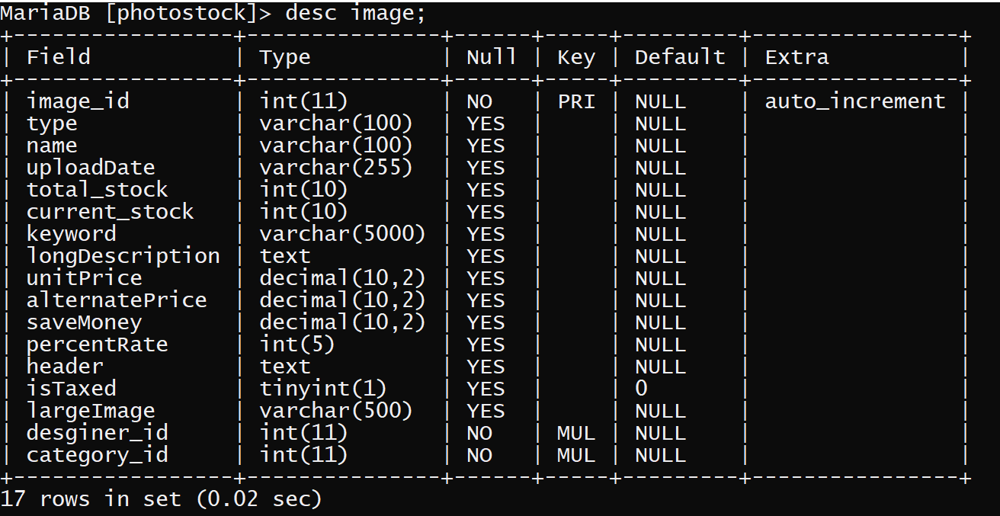 MariaDB [photostock]> desc image;
+-----------------+---------------+------+-----+---------+----------------+
| Field           | Type          | Null | Key | Default | Extra          |
+-----------------+---------------+------+-----+---------+----------------+
| image_id        | int(11)       | NO   | PRI | NULL    | auto_increment |
| type            | varchar(100)  | YES  |     | NULL    |                |
| name            | varchar(100)  | YES  |     | NULL    |                |
| uploadDate      | varchar(255)  | YES  |     | NULL    |                |
| total_stock     | int(10)       | YES  |     | NULL    |                |
| current_stock   | int(10)       | YES  |     | NULL    |                |
| keyword         | varchar(5000) | YES  |     | NULL    |                |
| longDescription | text          | YES  |     | NULL    |                |
| unitPrice       | decimal(10,2) | YES  |     | NULL    |                |
| alternatePrice  | decimal(10,2) | YES  |     | NULL    |                |
| saveMoney       | decimal(10,2) | YES  |     | NULL    |                |
| percentRate     | int(5)        | YES  |     | NULL    |                |
| header          | text          | YES  |     | NULL    |                |
| isTaxed         | tinyint(1)    | YES  |     | 0       |                |
| largeImage      | varchar(500)  | YES  |     | NULL    |                |
| desginer_id     | int(11)       | NO   | MUL | NULL    |                |
| category_id     | int(11)       | NO   | MUL | NULL    |                |
+-----------------+---------------+------+-----+---------+----------------+
17 rows in set (0.02 sec)